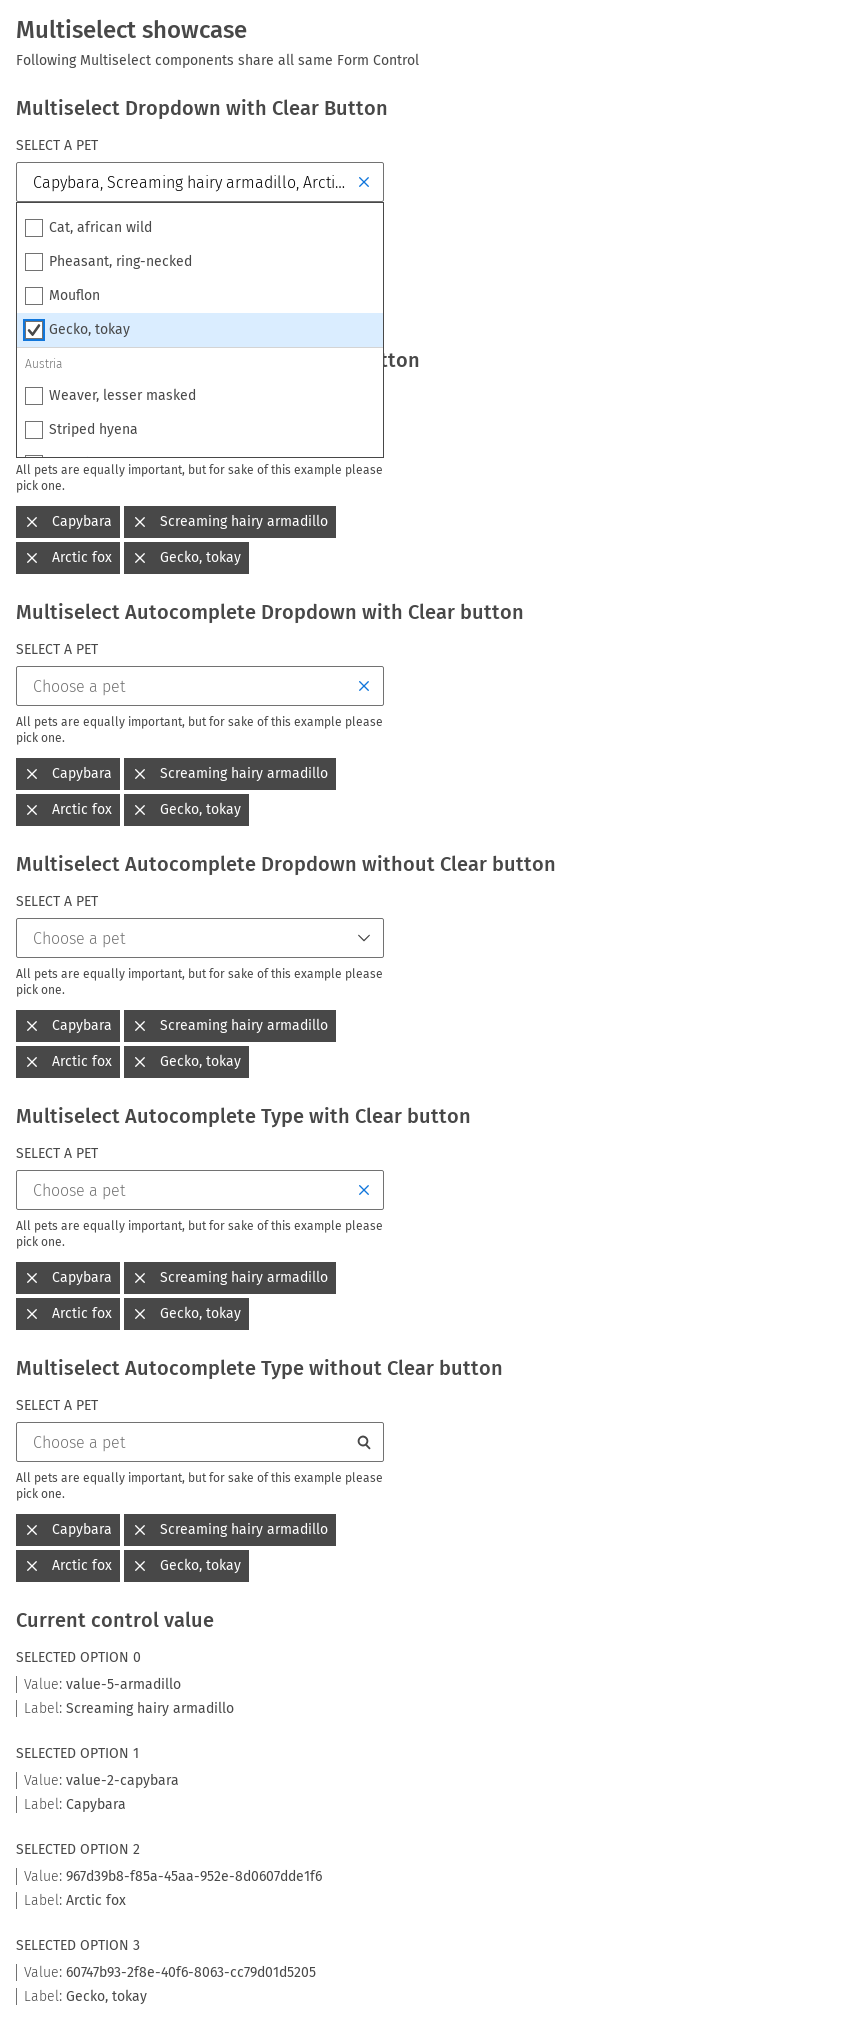 Multiselect showcase
Following Multiselect components share all same Form Control
Multiselect Dropdown with Clear Button
SELECT A PET
Capybara, Screaming hairy armadillo, Arcti...
Cat, african wild
Pheasant, ring-necked
Mouflon
Gecko, tokay
Austria
Weaver, lesser masked
Striped hyena
All pets are equally important, but for sake of this example please
pick one.
Capybara Screaming hairy armadillo
Arctic fox Gecko, tokay
Multiselect Autocomplete Dropdown with Clear button
SELECT A PET
Choose a pet
All pets are equally important, but for sake of this example please
pick one.
Capybara Screaming hairy armadillo
Arctic fox Gecko, tokay
Multiselect Autocomplete Dropdown without Clear button
SELECT A PET
Choose a pet
All pets are equally important, but for sake of this example please
pick one.
Capybara Screaming hairy armadillo
Arctic fox Gecko, tokay
Multiselect Autocomplete Type with Clear button
SELECT A PET
Choose a pet
All pets are equally important, but for sake of this example please
pick one.
Capybara Screaming hairy armadillo
Arctic fox Gecko, tokay
Multiselect Autocomplete Type without Clear button
SELECT A PET
Choose a pet
All pets are equally important, but for sake of this example please
pick one.
Capybara Screaming hairy armadillo
Arctic fox Gecko, tokay
Current control value
SELECTED OPTION 0
Value: value-5-armadillo
Label: Screaming hairy armadillo
SELECTED OPTION 1
Value: value-2-capybara
Label: Capybara
SELECTED OPTION 2
Value: 967d39b8-f85a-45aa-952e-8d0607dde1f6
Label: Arctic fox
SELECTED OPTION 3
Value: 60747b93-2f8e-40f6-8063-cc79d01d5205
Label: Gecko, tokay